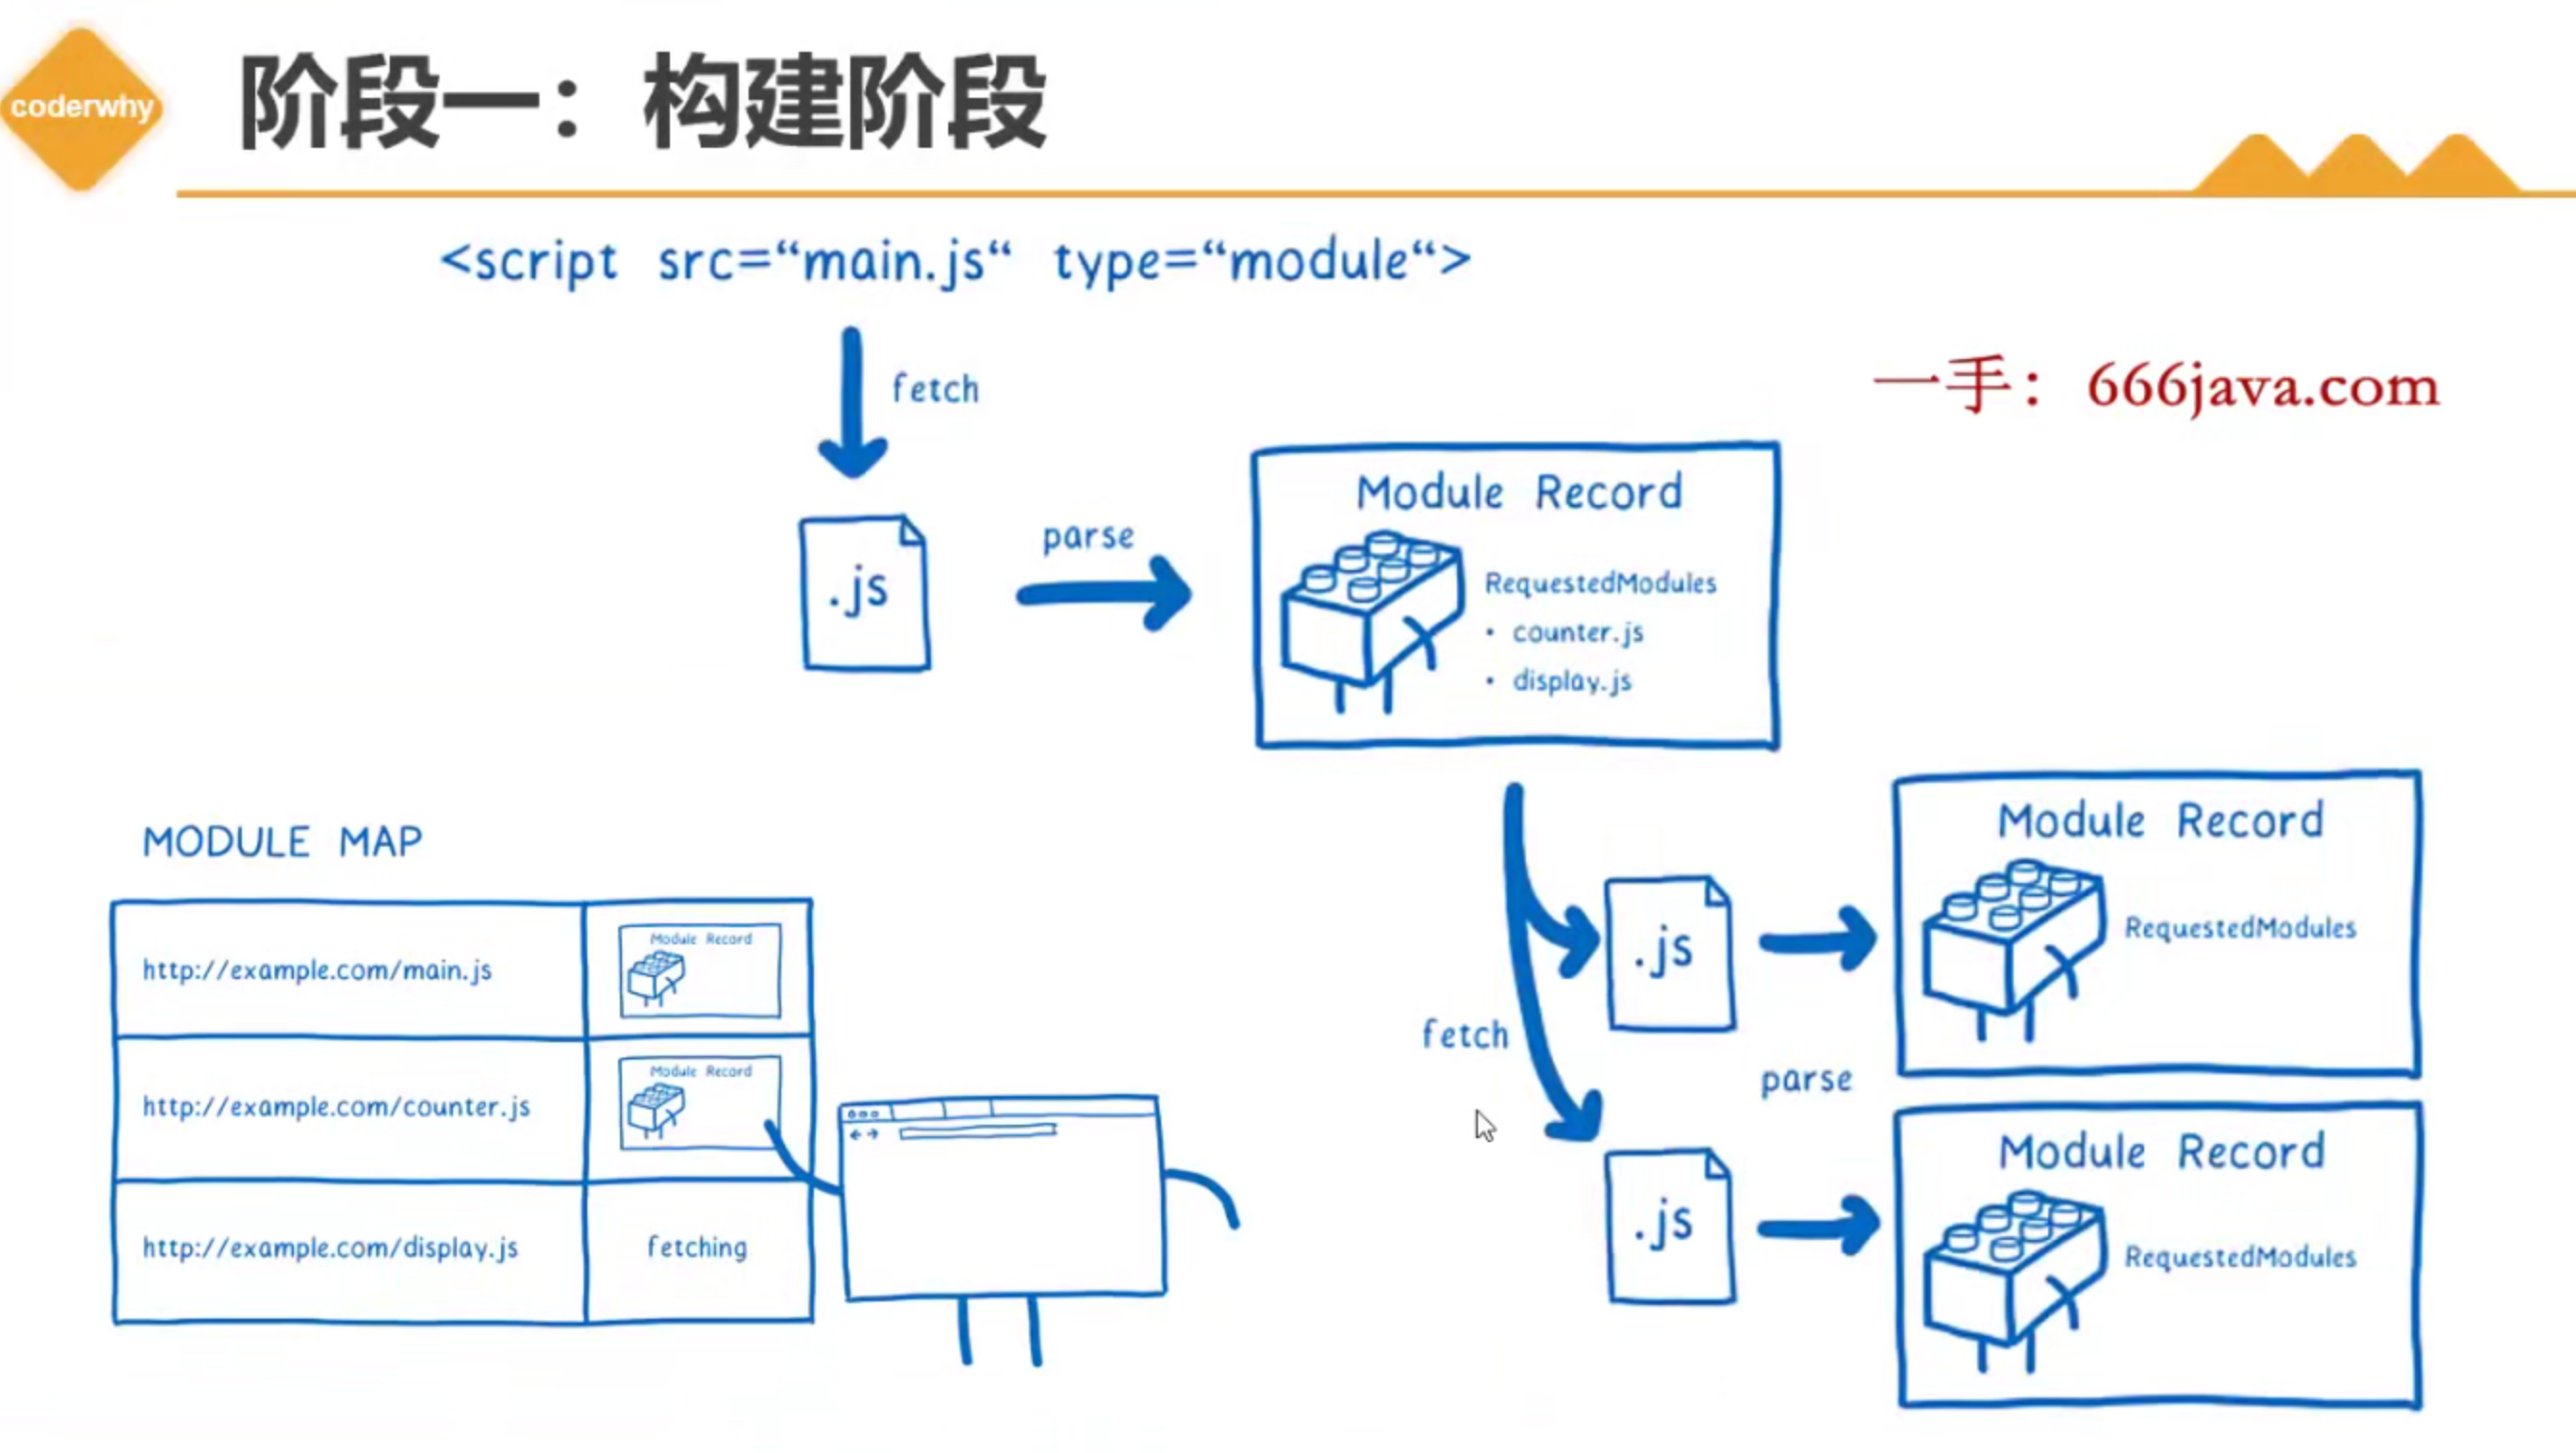 coderwhy
阶段一：构建阶段
<script src=“main.js“ type=“module“>
fetch
一手：666java.com
.js
parse
Module Record
RequestedModules
• counter.js
• display.js
MODULE MAP
http://example.com/main.js
Module Record
http://example.com/counter.js
Module Record
http://example.com/display.js
fetching
fetch
.js
Module Record
RequestedModules
parse
.js
Module Record
RequestedModules